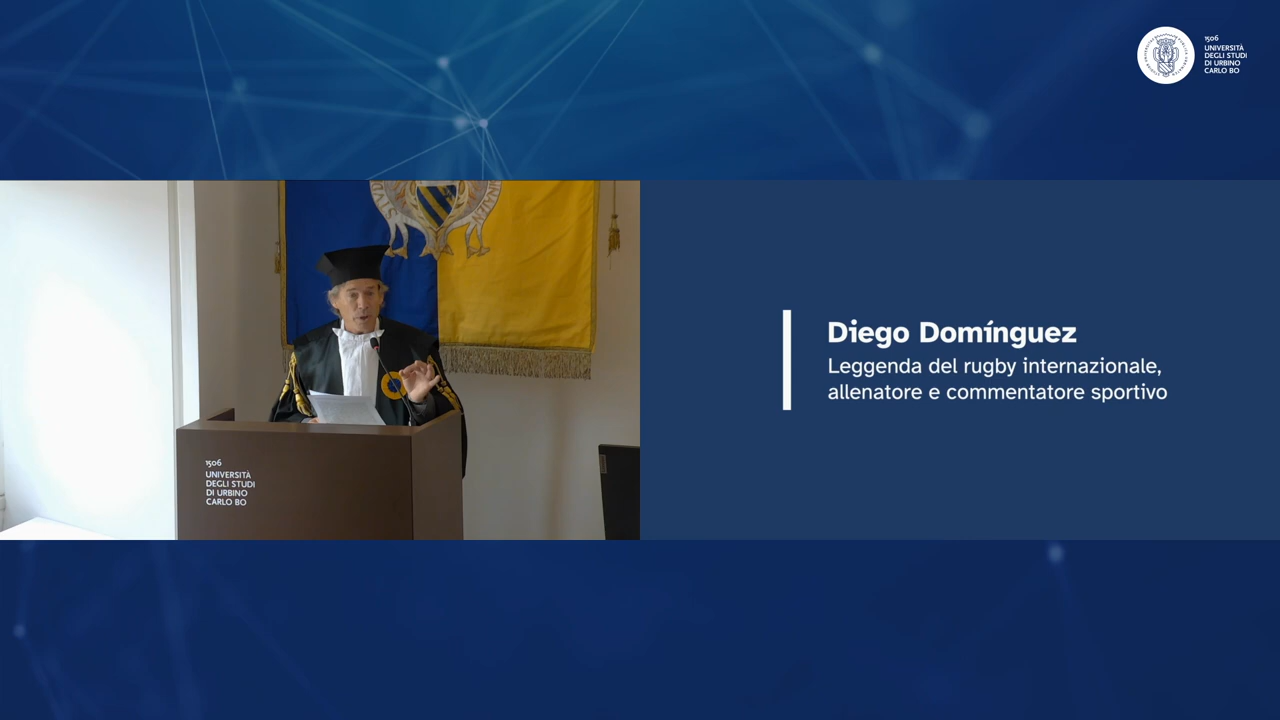 1506
UNIVERSITÀ
DEGLI STUDI
DI URBINO
CARLO BO
Diego Domínguez
Leggenda del rugby internazionale,
allenatore e commentatore sportivo
1506
UNIVERSITÀ
DEGLI STUDI
DI URBINO
CARLO BO